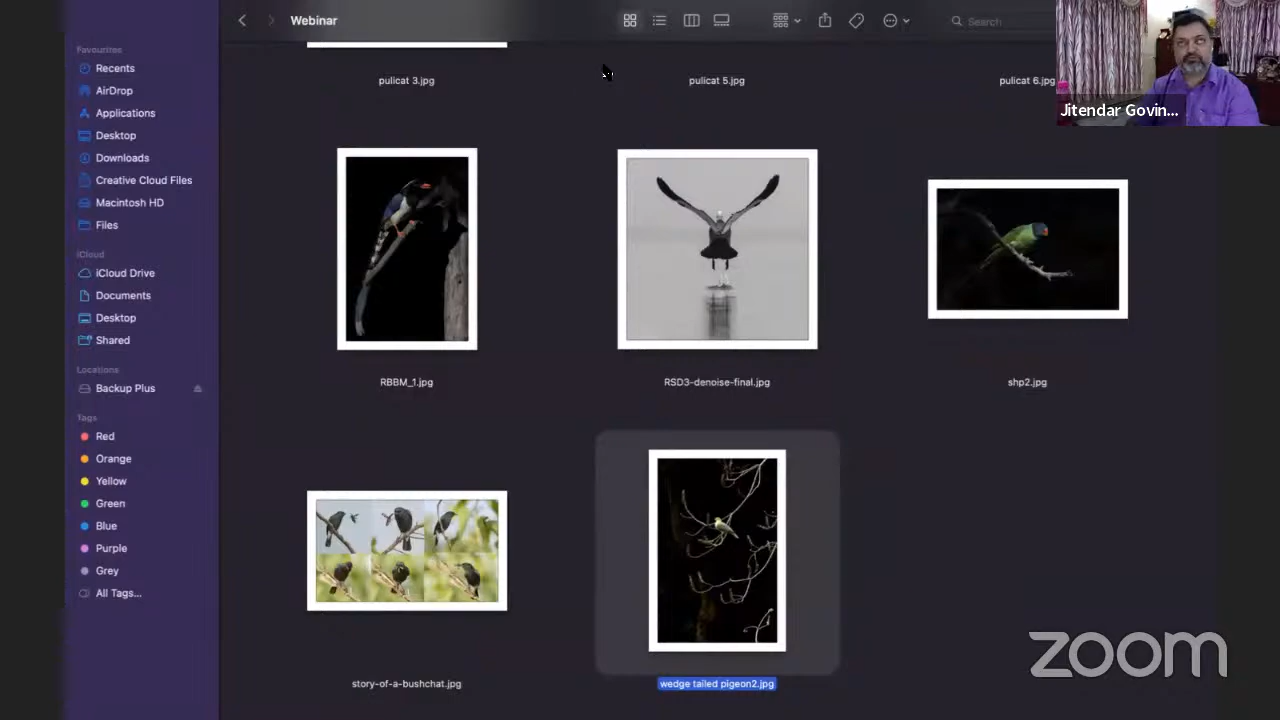 Webinar
Search
Favourites
Recents
AirDrop
Applications
Desktop
Downloads
Creative Cloud Files
Macintosh HD
Files
iCloud
iCloud Drive
Documents
Desktop
Shared
Locations
Backup Plus
Tags
Red
Orange
Yellow
Green
Blue
Purple
Grey
All Tags...
pulicat 3.jpg
pulicat 5.jpg
pulicat 6.jpg
Jitendar Govin...
RBBM_1.jpg
RSD3-denoise-final.jpg
shp2.jpg
story-of-a-bushchat.jpg
wedge tailed pigeon2.jpg
zoom